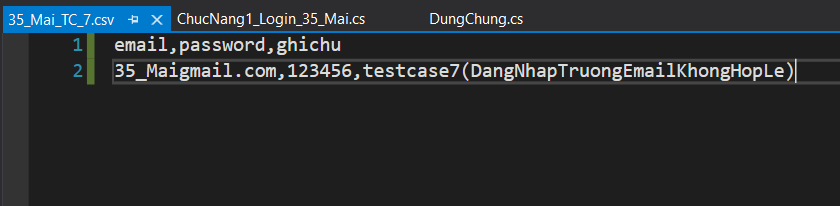 35_Mai_TC_7.csv ChucNang1_Login_35_Mai.cs DungChung.cs
1 email,password,ghichu
2 35_Maigmail.com,123456,testcase7(DangNhapTruongEmailKhongHopLe)